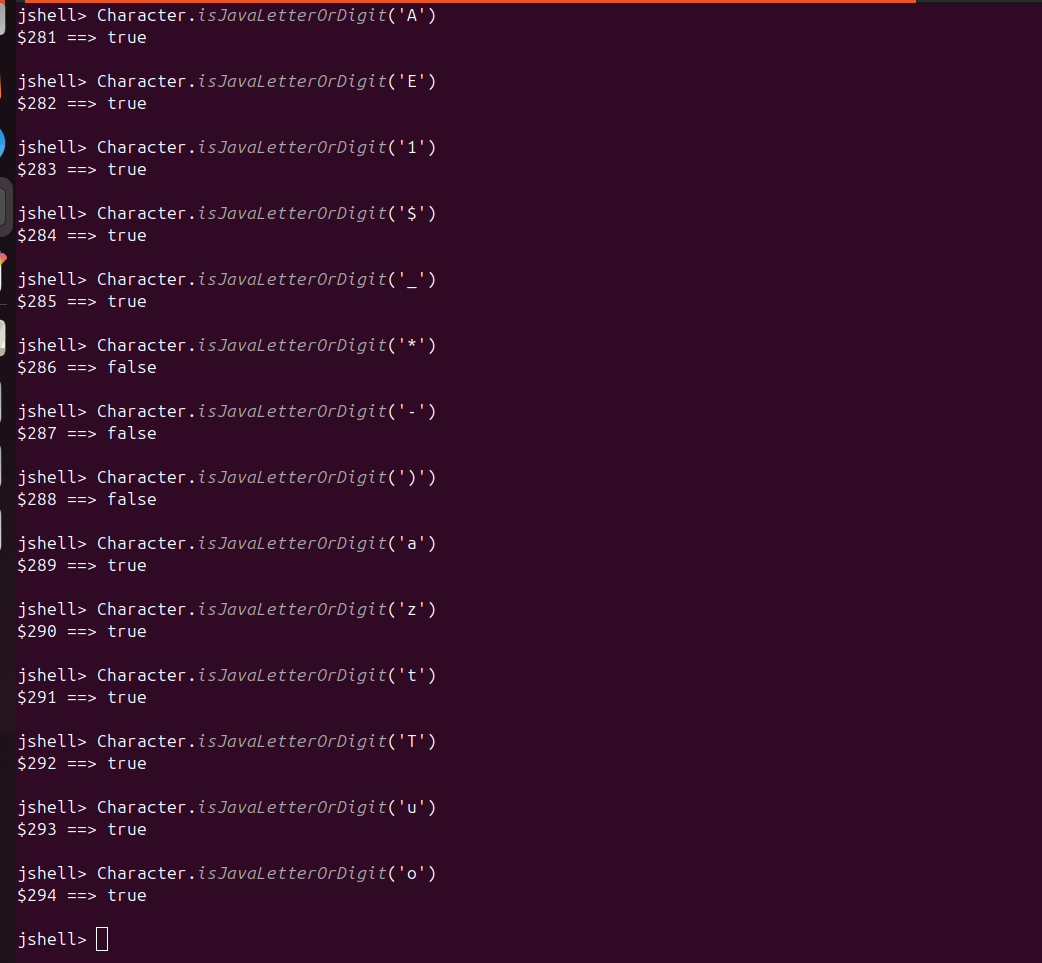 jshell> Character.isJavaLetterOrDigit('A')
$281 ==> true
jshell> Character.isJavaLetterOrDigit('E')
$282 ==> true
jshell> Character.isJavaLetterOrDigit('1')
$283 ==> true
jshell> Character.isJavaLetterOrDigit('$')
$284 ==> true
jshell> Character.isJavaLetterOrDigit('_')
$285 ==> true
jshell> Character.isJavaLetterOrDigit('*')
$286 ==> false
jshell> Character.isJavaLetterOrDigit('-')
$287 ==> false
jshell> Character.isJavaLetterOrDigit(')')
$288 ==> false
jshell> Character.isJavaLetterOrDigit('a')
$289 ==> true
jshell> Character.isJavaLetterOrDigit('z')
$290 ==> true
jshell> Character.isJavaLetterOrDigit('t')
$291 ==> true
jshell> Character.isJavaLetterOrDigit('T')
$292 ==> true
jshell> Character.isJavaLetterOrDigit('u')
$293 ==> true
jshell> Character.isJavaLetterOrDigit('o')
$294 ==> true
jshell>